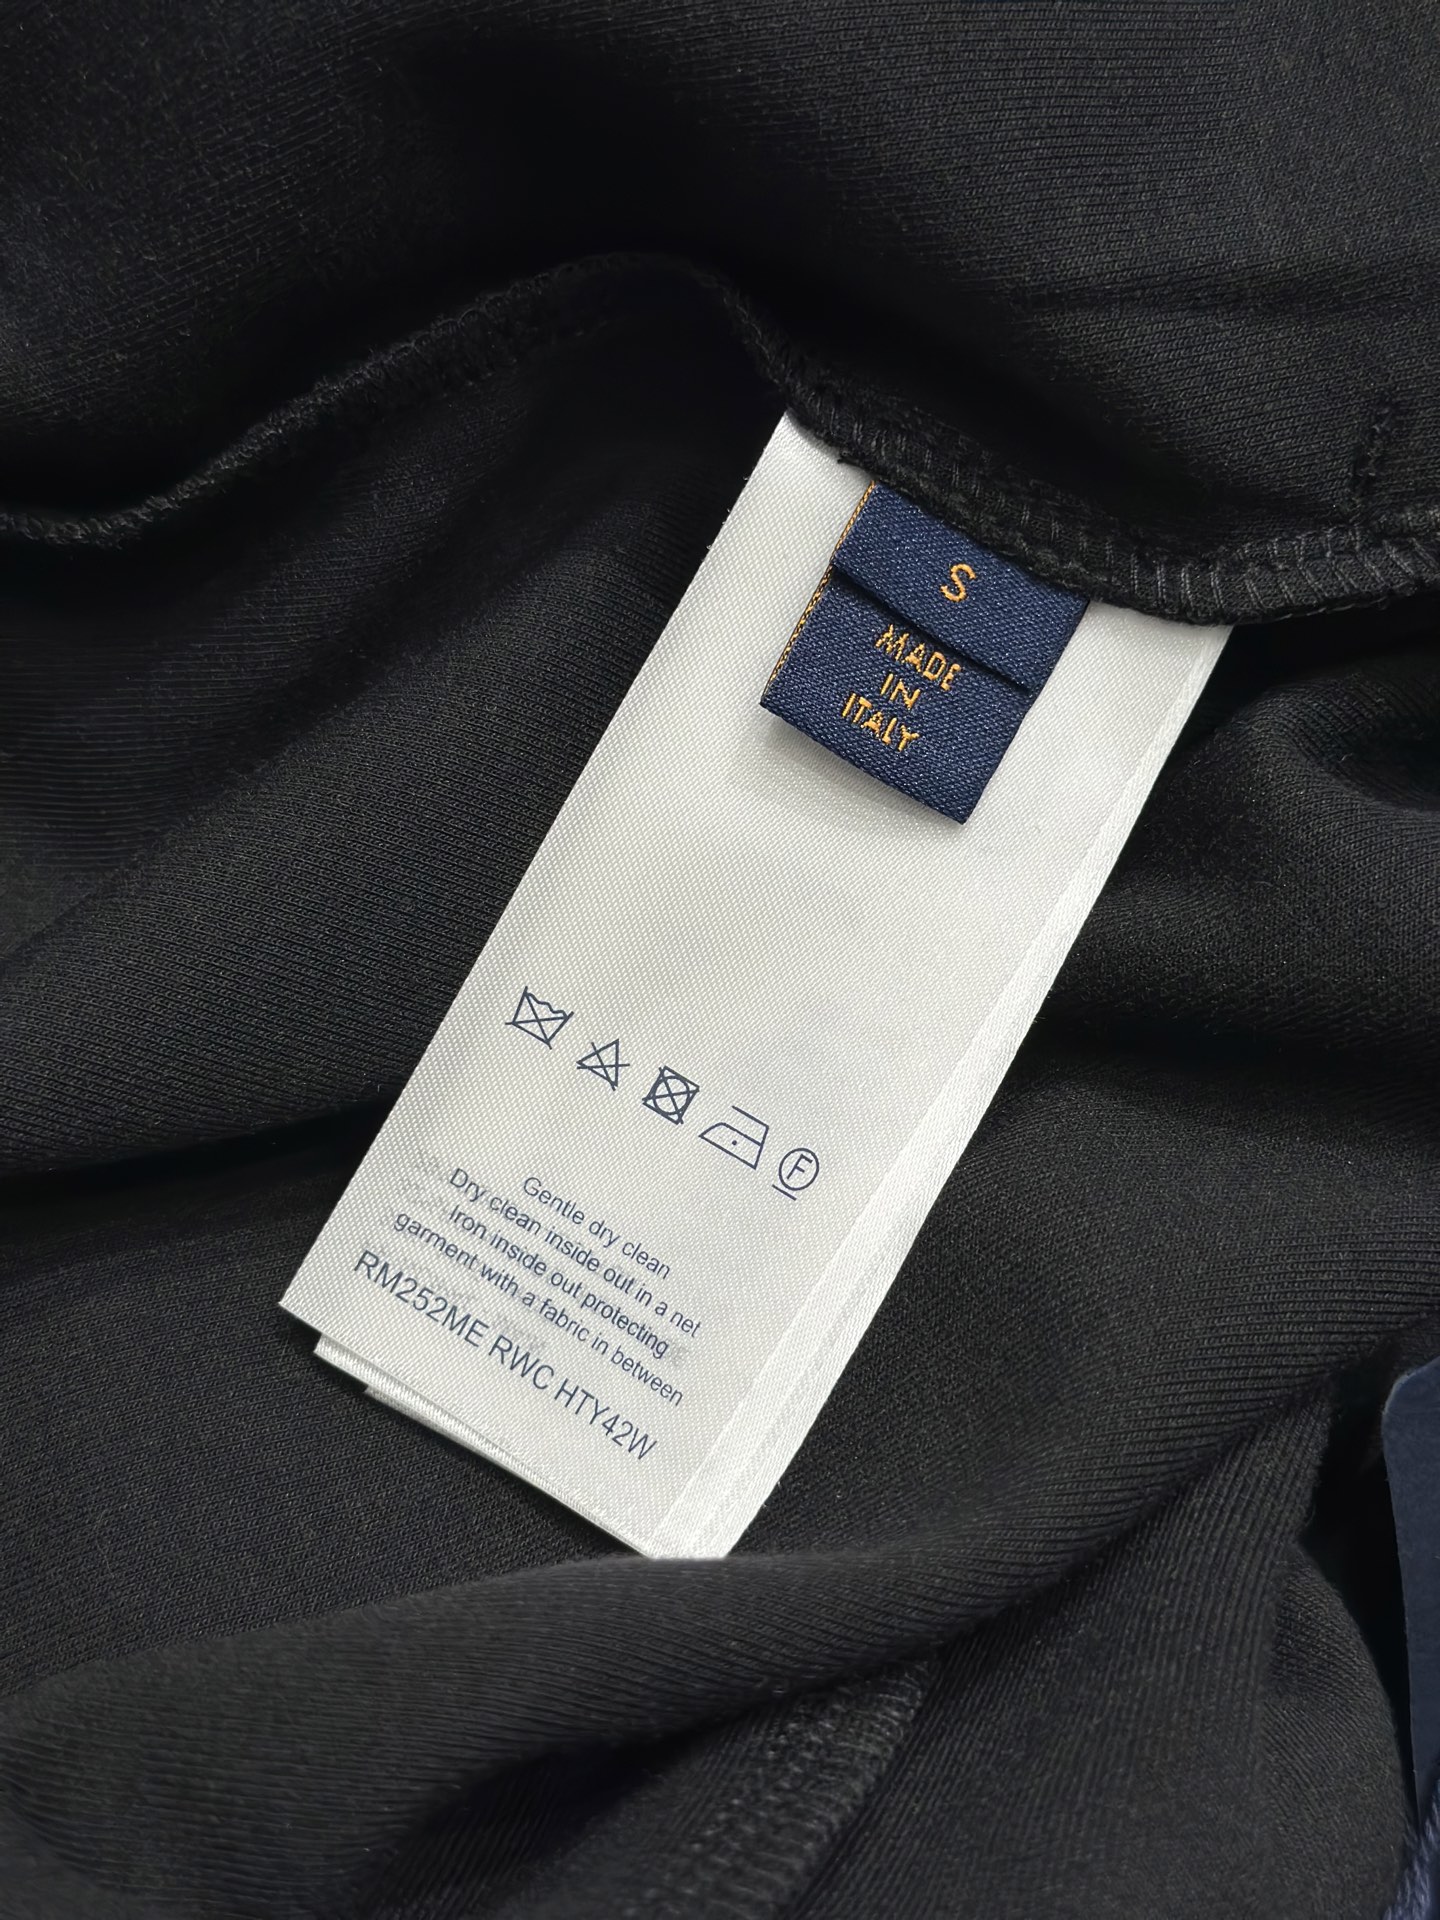 S
MADE
IN
ITALY
F
Gentle dry clean
Dry clean inside out in a net
Iron inside out protecting
garment with a fabric in between
RM252ME RWC HTY42W